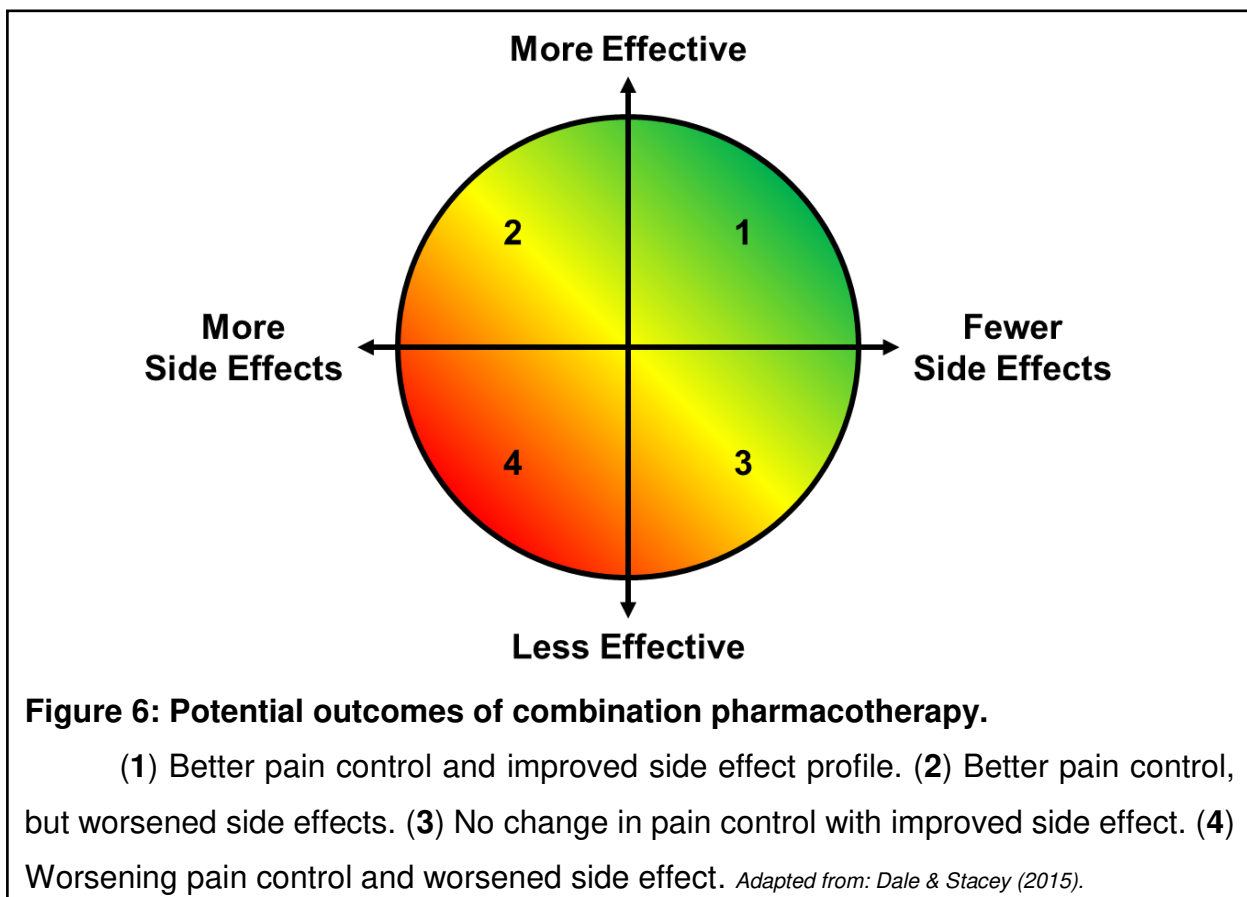 More Effective
2
1
More
Side Effects
Fewer
Side Effects
4
3
Less Effective
Figure 6: Potential outcomes of combination pharmacotherapy.
(1) Better pain control and improved side effect profile. (2) Better pain control,
but worsened side effects. (3) No change in pain control with improved side effect. (4)
Worsening pain control and worsened side effect. Adapted from: Dale & Stacey (2015).